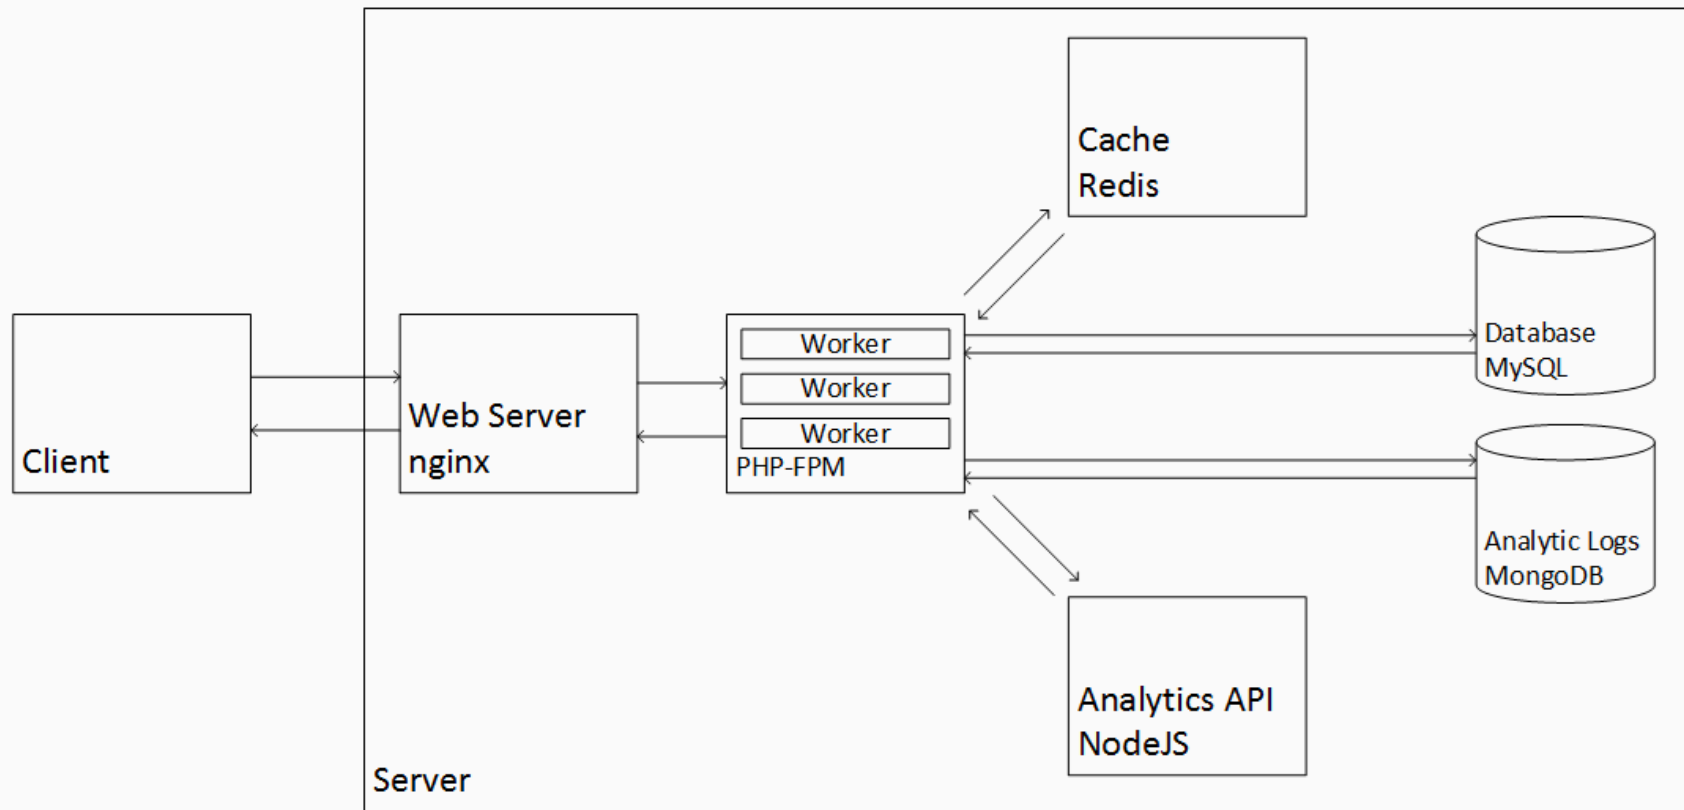 Cache
Redis
Database
MySQL
Client
Web Server
nginx
Worker
Worker
Worker
PHP-FPM
Analytic Logs
MongoDB
Analytics API
NodeJS
Server